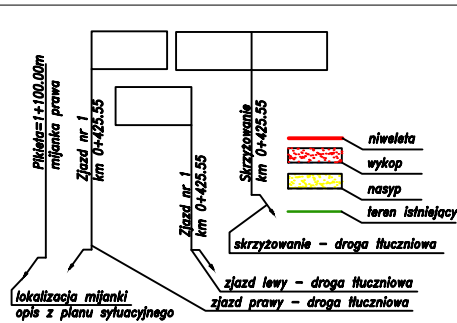 Pikieta=1+100.00m
mijanka prawa
Zjazd nr 1
km 0+425.55
Zjazd nr 1
km 0+425.55
Skrzyżowanie
km 0+425.55
niweleta
wykop
nasyp
teren istniejący
skrzyżowanie – droga tłuczniowa
zjazd lewy – droga tłuczniowa
zjazd prawy – droga tłuczniowa
lokalizacja mijanki
opis z planu sytuacyjnego